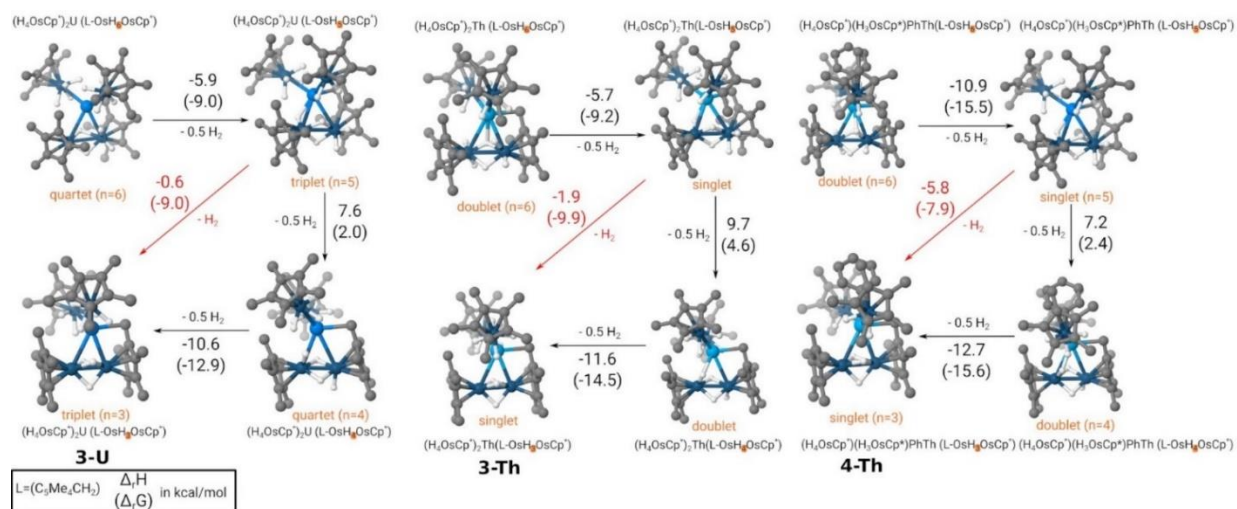 (H₄OsCp*)₂U (L-OsH₆OsCp*)
(H₄OsCp*)₂U (L-OsH₅OsCp*)
-5.9
(-9.0)
- 0.5 H₂
quartet (n=6)
triplet (n=5)
-0.6
(-9.0)
- H₂
- 0.5 H₂
7.6
(2.0)
- 0.5 H₂
-10.6
(-12.9)
triplet (n=3)
quartet (n=4)
(H₄OsCp*)₂U (L-OsH₃OsCp*)
(H₄OsCp*)₂U (L-OsH₄OsCp*)
3-U
L=(C₅Me₄CH₂) ΔᵣH
(ΔᵣG) in kcal/mol
(H₄OsCp*)₂Th (L-OsH₆OsCp*)
(H₄OsCp*)₂Th(L-OsH₅OsCp*)
-5.7
(-9.2)
- 0.5 H₂
doublet (n=6)
singlet
-1.9
(-9.9)
- H₂
- 0.5 H₂
9.7
(4.6)
- 0.5 H₂
-11.6
(-14.5)
singlet
doublet
(H₄OsCp*)₂Th(L-OsH₃OsCp*)
(H₄OsCp*)₂Th(L-OsH₄OsCp*)
3-Th
(H₄OsCp*)(H₃OsCp*)PhTh(L-OsH₆OsCp*)
(H₄OsCp*)(H₃OsCp*)PhTh (L-OsH₅OsCp*)
-10.9
(-15.5)
- 0.5 H₂
doublet (n=6)
singlet (n=5)
-5.8
(-7.9)
- H₂
- 0.5 H₂
7.2
(2.4)
- 0.5 H₂
-12.7
(-15.6)
singlet (n=3)
doublet (n=4)
(H₄OsCp*)(H₃OsCp*)PhTh (L-OsH₃OsCp*)
(H₄OsCp*)(H₃OsCp*)PhTh (L-OsH₄OsCp*)
4-Th